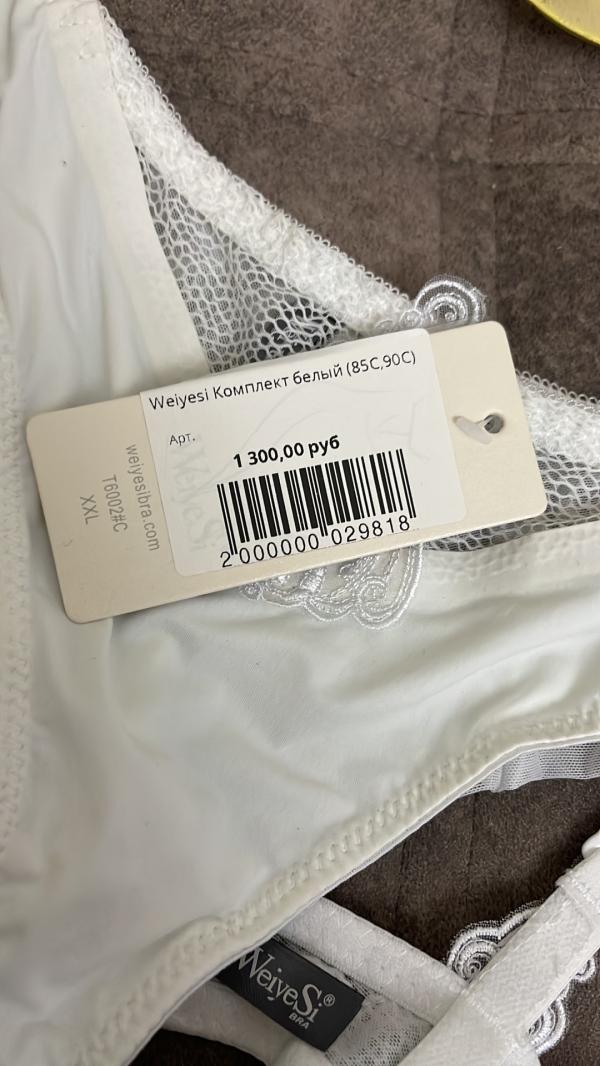 Weiyesi Комплект белый (85C,90C)
Арт.
1 300,00 руб
2 000000 029818
weiyesibra.com
T6002#C
XXL
WeiyeSi®
BRA